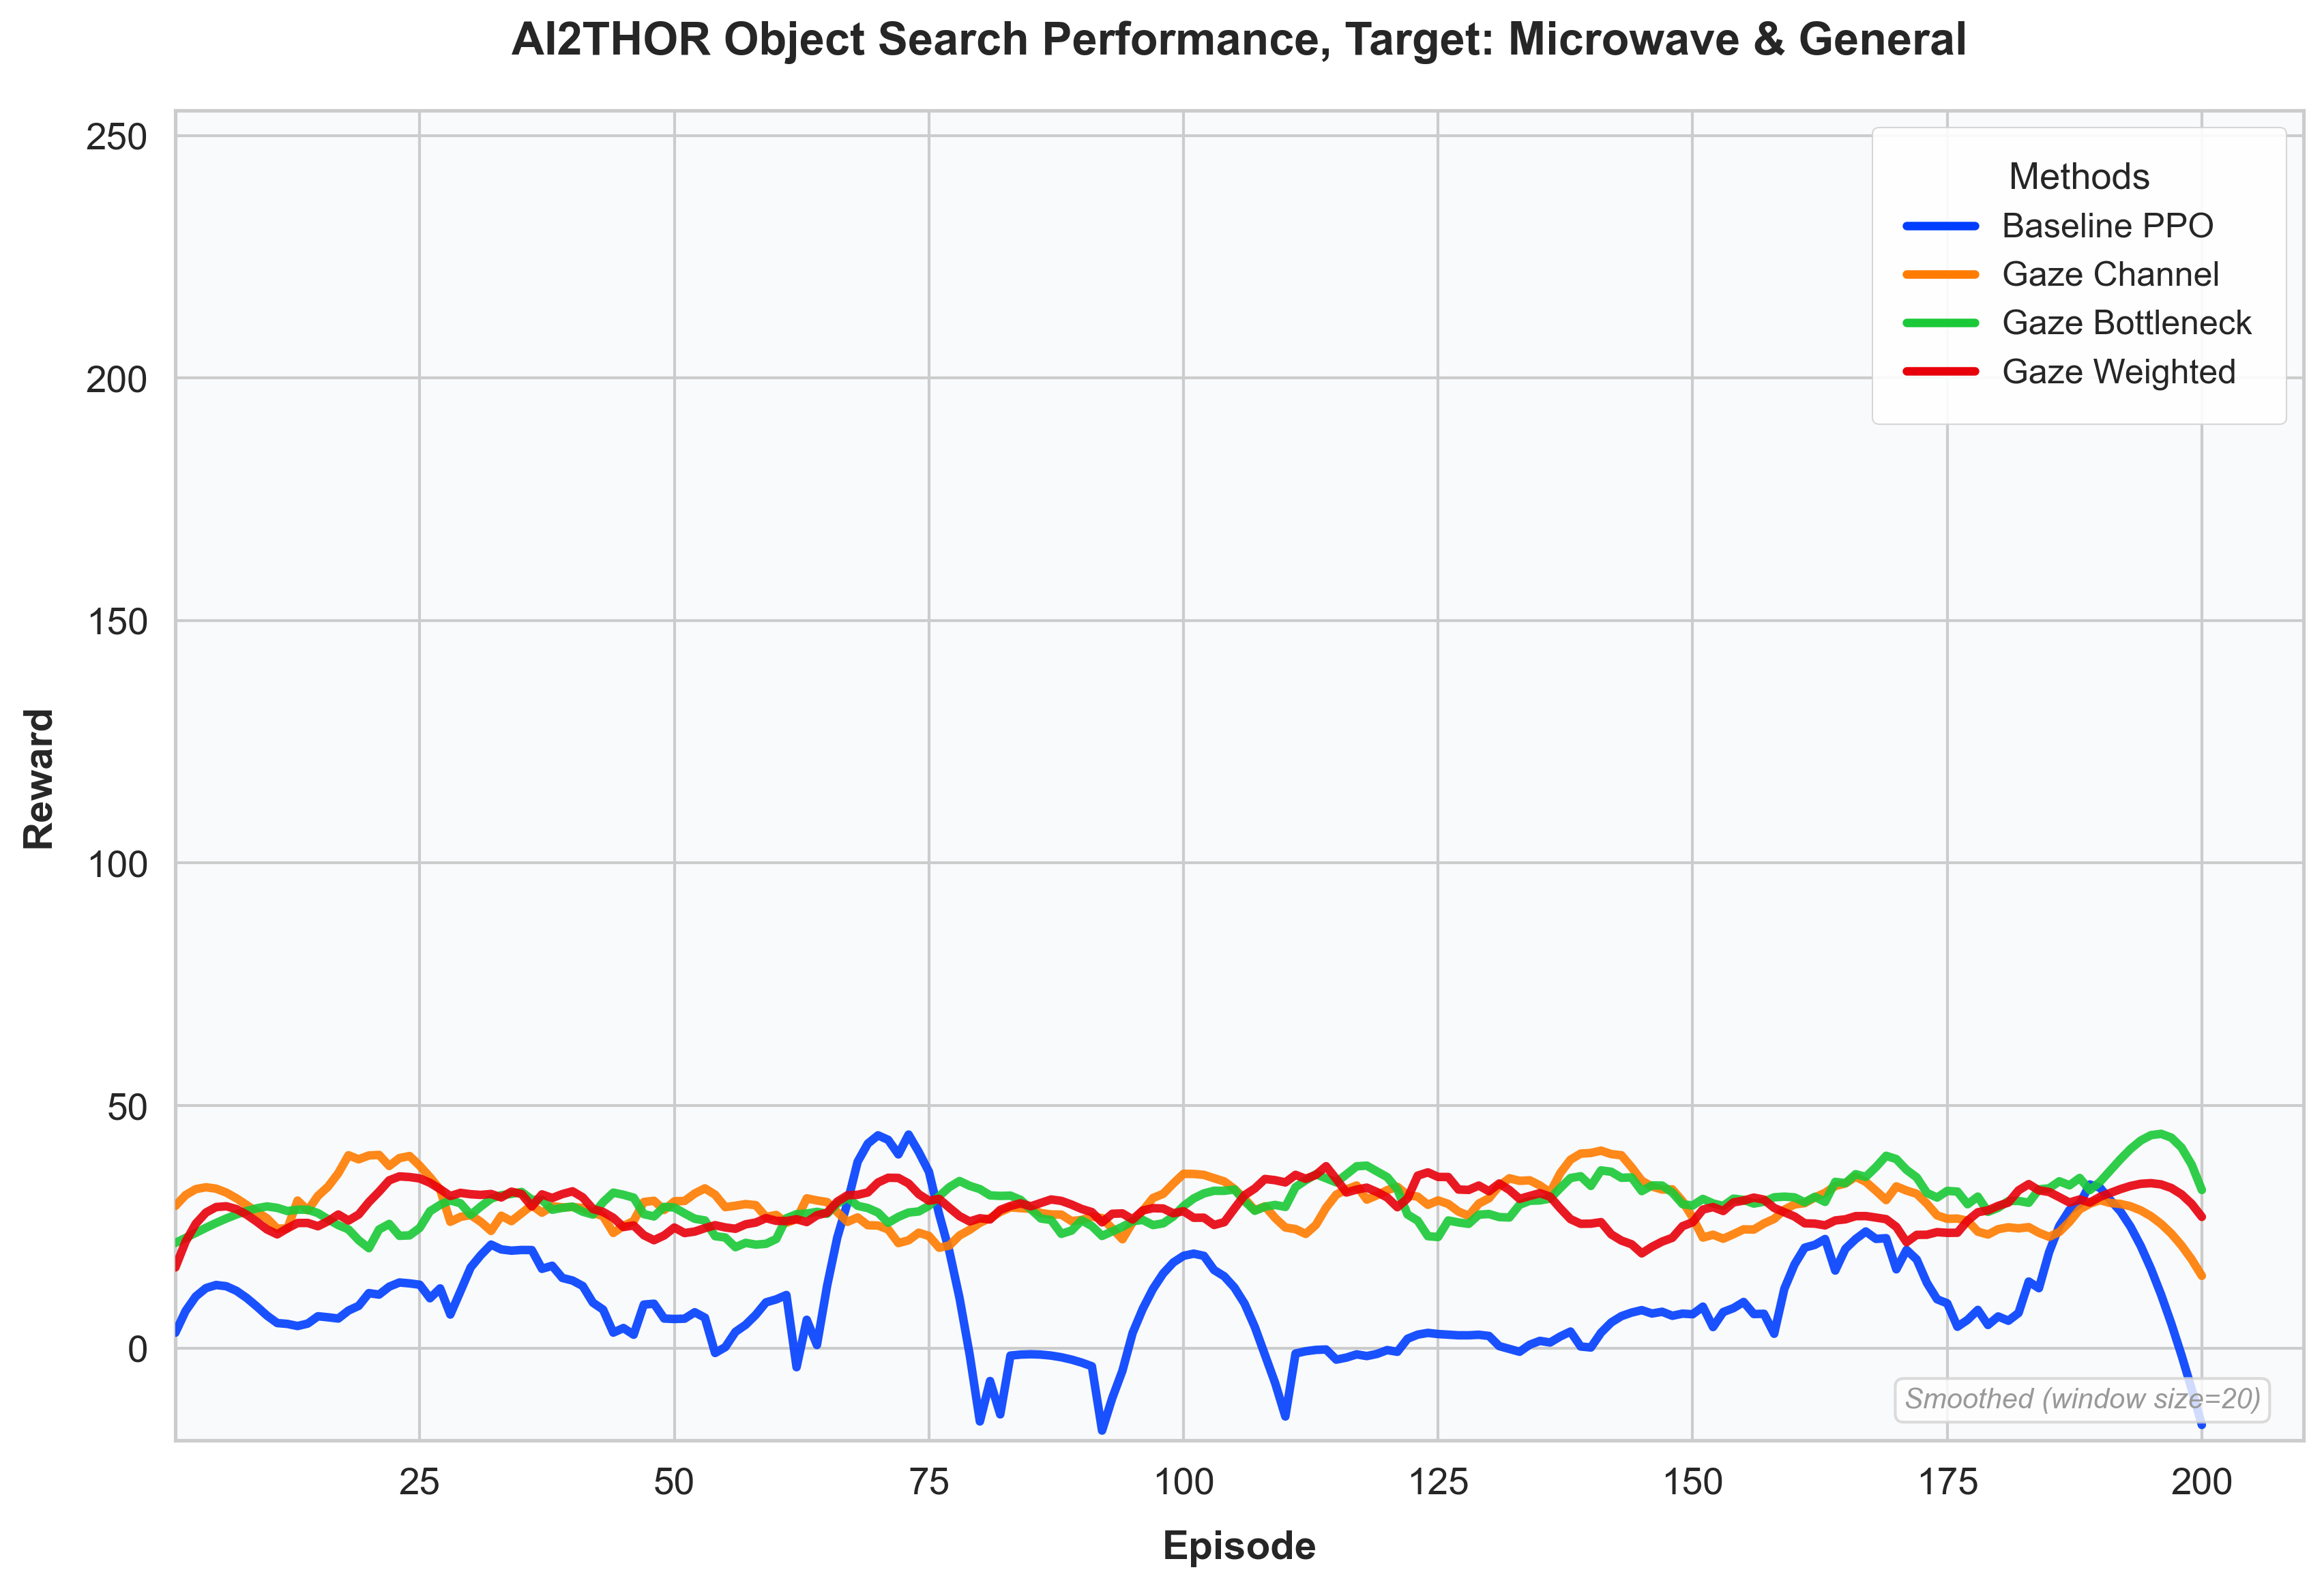 AI2THOR Object Search Performance, Target: Microwave & General
250
200
150
100
50
0
Reward
Methods
Baseline PPO
Gaze Channel
Gaze Bottleneck
Gaze Weighted
Smoothed (window size=20)
25 50 75 100 125 150 175 200
Episode